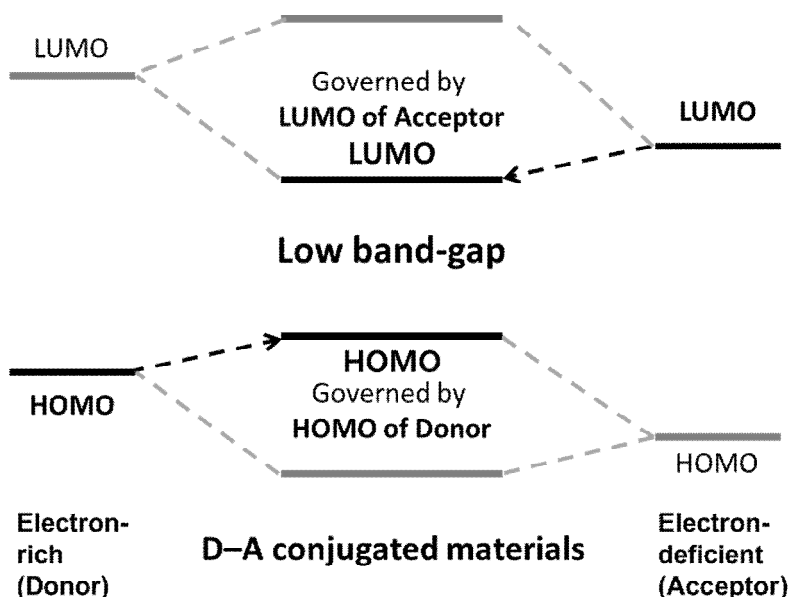 LUMO
Governed by
LUMO of Acceptor
LUMO
LUMO
Low band-gap
HOMO
HOMO
Governed by
HOMO of Donor
HOMO
Electron-
rich
(Donor)
D–A conjugated materials
Electron-
deficient
(Acceptor)